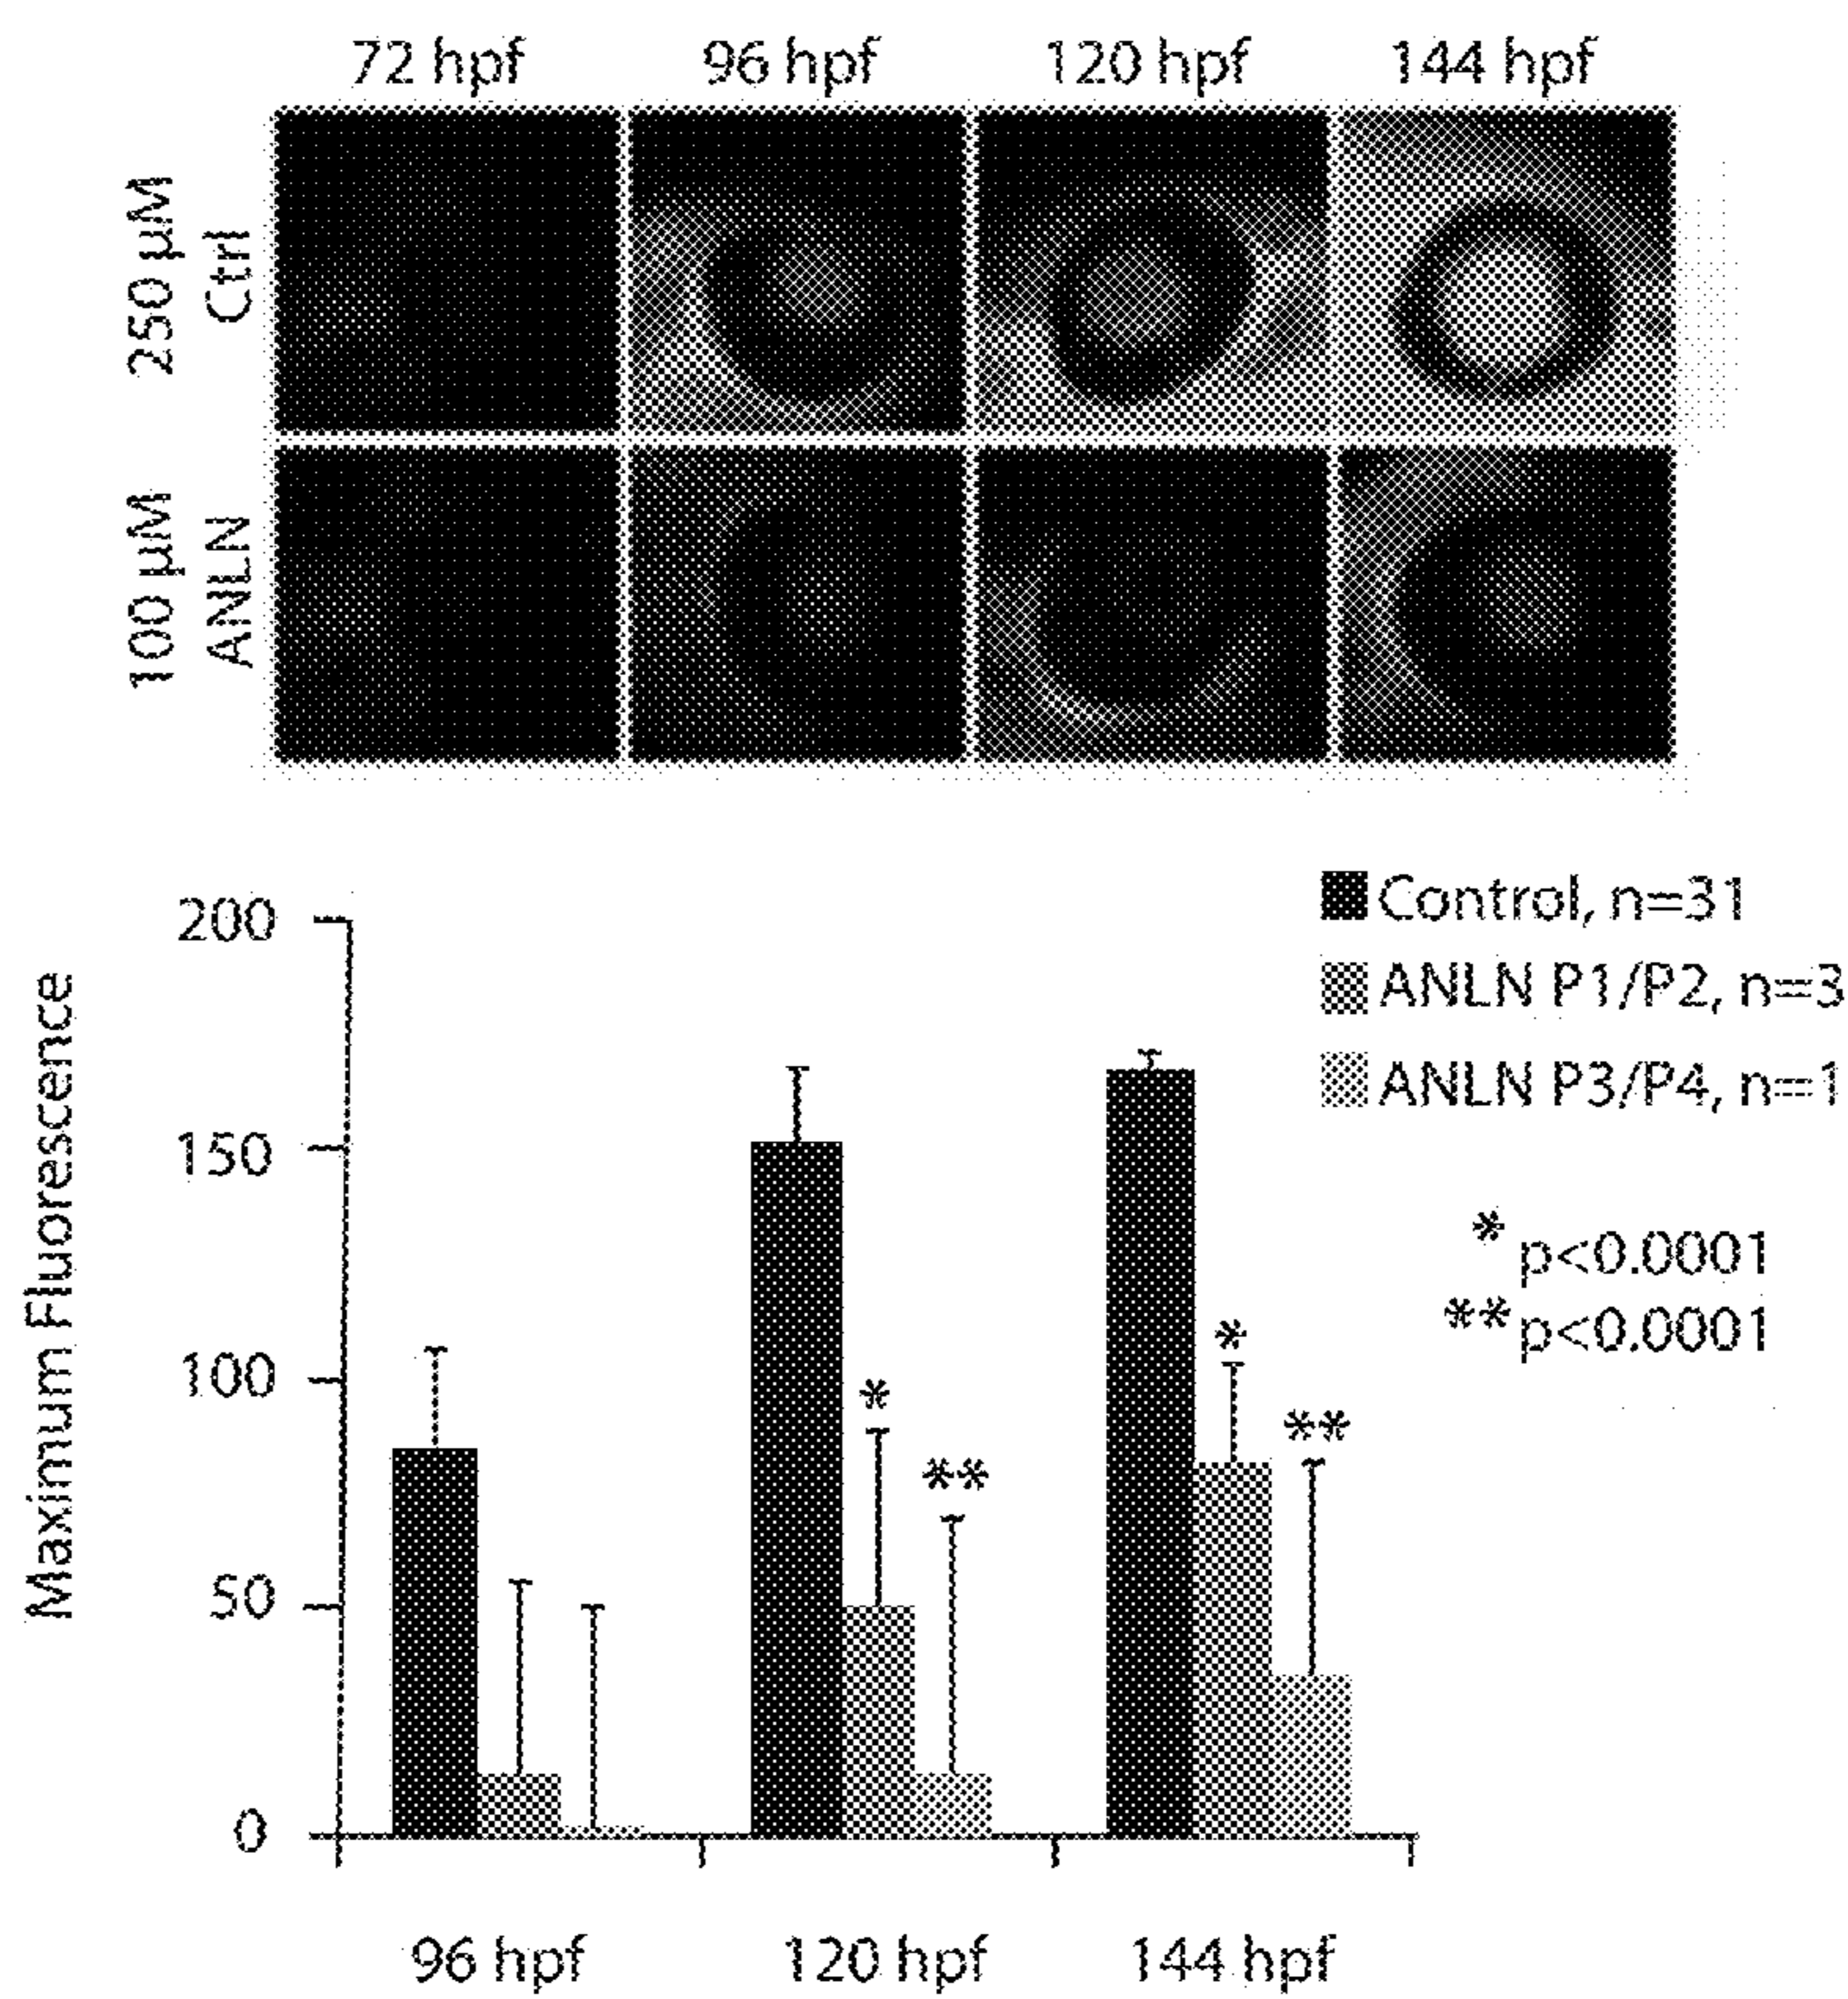 72 hpf 96 hpf 120 hpf 144 hpf
250 µM
Ctrl
100 µM
ANLN
Maximum Fluorescence
200
150
100
50
0
Control, n=31
ANLN P1/P2, n=3
ANLN P3/P4, n=1
* p<0.0001
** p<0.0001
*
**
*
**
96 hpf 120 hpf 144 hpf